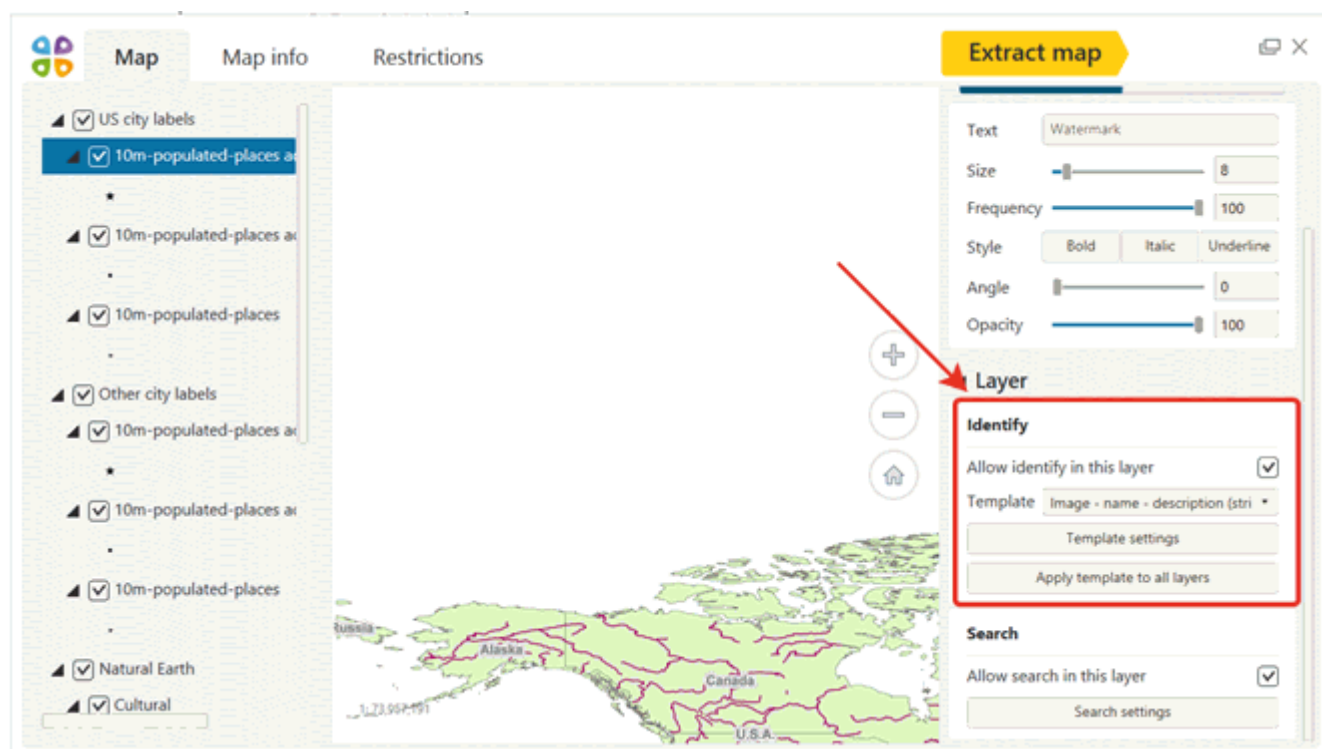 Map
Map info
Restrictions
Extract map
US city labels
10m-populated-places
10m-populated-places
10m-populated-places
Other city labels
10m-populated-places
10m-populated-places
10m-populated-places
Natural Earth
Cultural
Russia
Alaska
Canada
U.S.A.
1: 73,957,191
Text Watermark
Size 8
Frequency 100
Style Bold Italic Underline
Angle 0
Opacity 100
Layer
Identify
Allow identify in this layer
Template Image - name - description (stri
Template settings
Apply template to all layers
Search
Allow search in this layer
Search settings